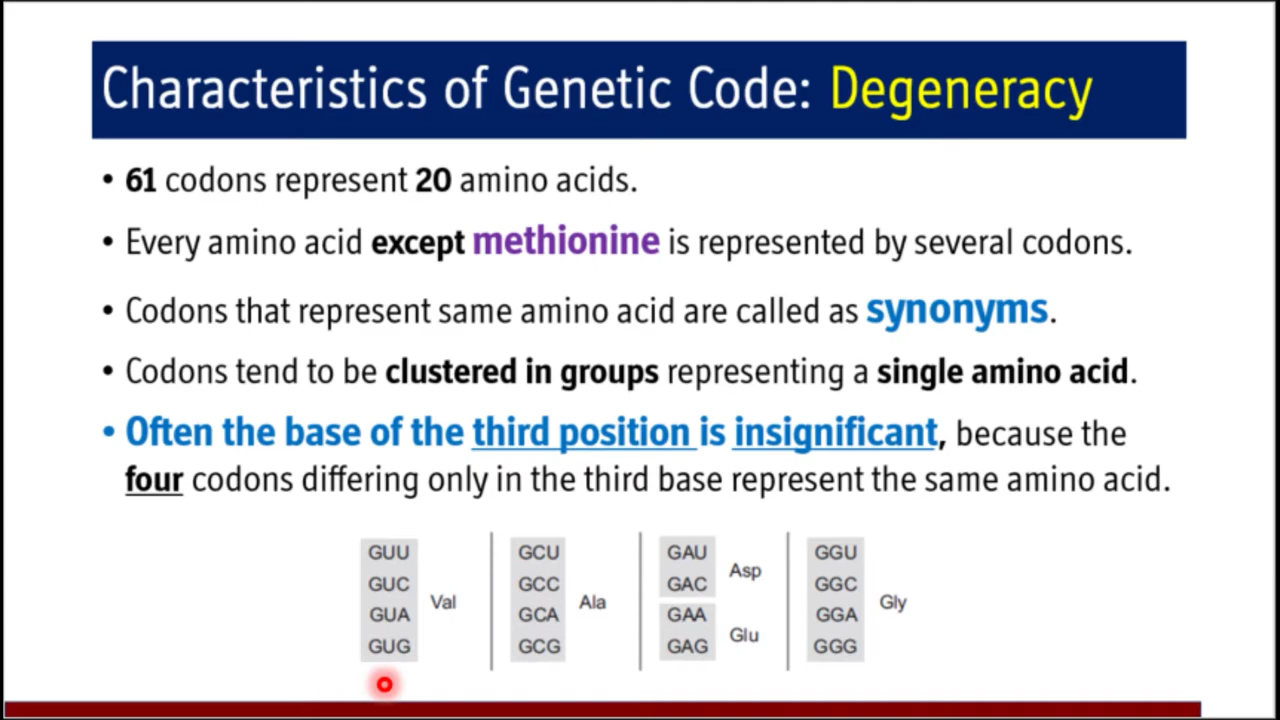 Characteristics of Genetic Code: Degeneracy
• 61 codons represent 20 amino acids.
• Every amino acid except methionine is represented by several codons.
• Codons that represent same amino acid are called as synonyms.
• Codons tend to be clustered in groups representing a single amino acid.
• Often the base of the third position is insignificant, because the
four codons differing only in the third base represent the same amino acid.
GUU
GUC
GUA
GUG
Val
GCU
GCC
GCA
GCG
Ala
GAU
GAC
Asp
GAA
GAG
Glu
GGU
GGC
GGA
GGG
Gly